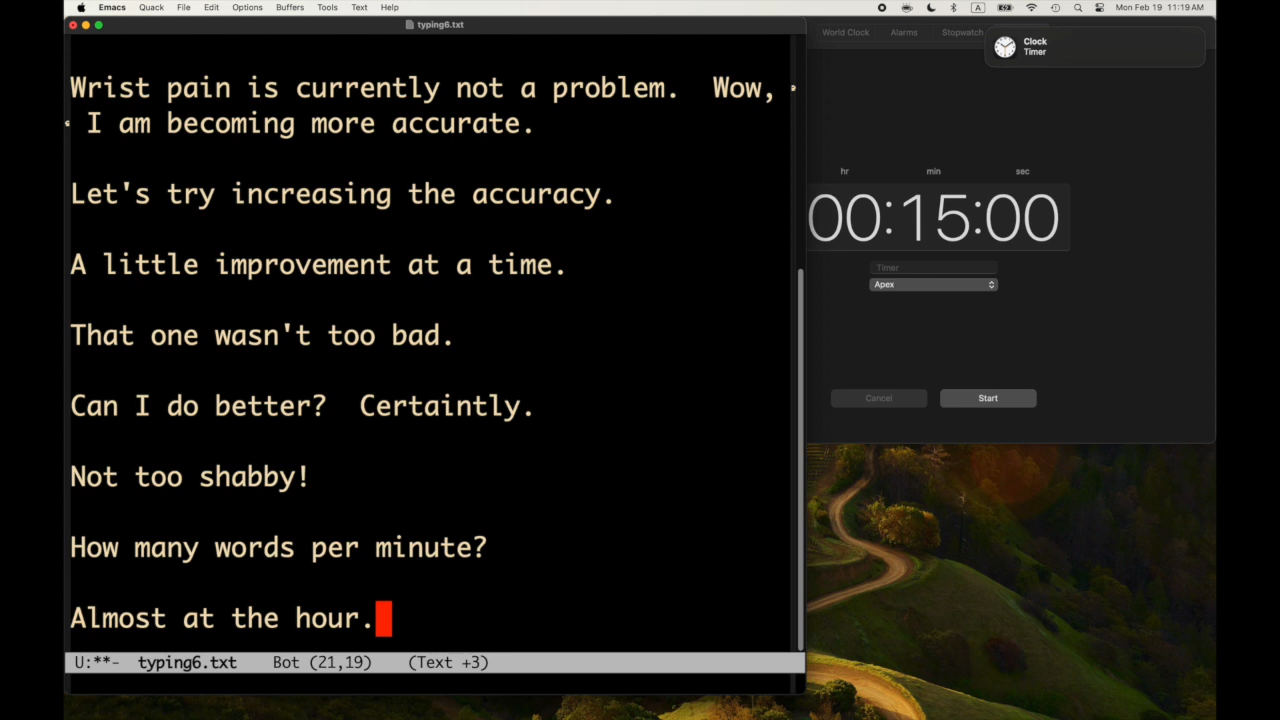 Emacs Quack File Edit Options Buffers Tools Text Help A Mon Feb 19 11:19 AM
typing6.txt
Wrist pain is currently not a problem.  Wow,
I am becoming more accurate.
Let's try increasing the accuracy.
A little improvement at a time.
That one wasn't too bad.
Can I do better?  Certaintly.
Not too shabby!
How many words per minute?
Almost at the hour.
U:**-  typing6.txt    Bot (21,19)    (Text +3)
World Clock Alarms Stopwatch
Clock
Timer
hr min sec
00:15:00
Timer
Apex
Cancel Start